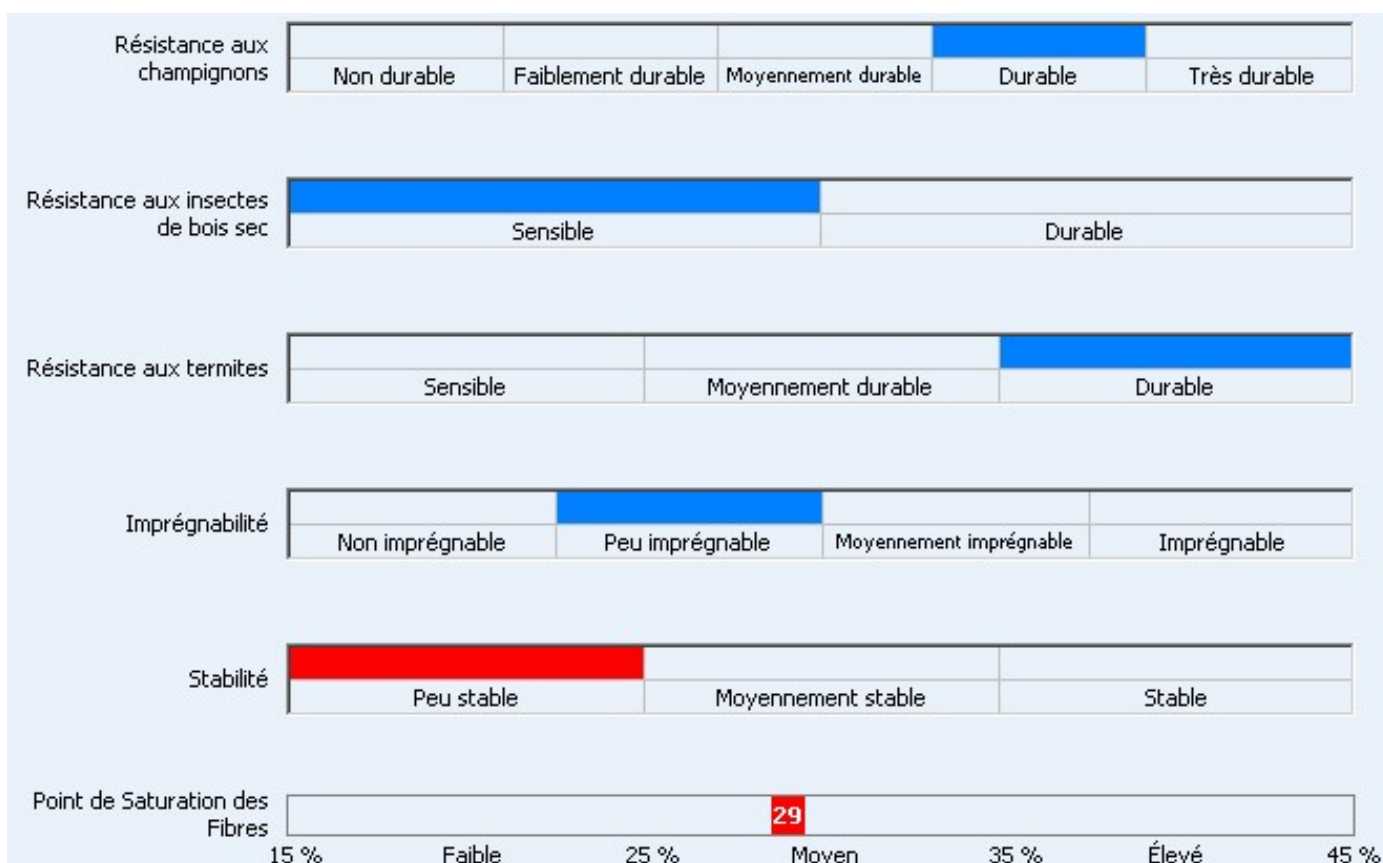 Résistance aux
champignons
Non durable Faiblement durable Moyennement durable Durable Très durable
Résistance aux insectes
de bois sec
Sensible Durable
Résistance aux termites
Sensible Moyennement durable Durable
Imprégnabilité
Non imprégnable Peu imprégnable Moyennement imprégnable Imprégnable
Stabilité
Peu stable Moyennement stable Stable
Point de Saturation des
Fibres
29
15 % Faible 25 % Moyen 35 % Élevé 45 %